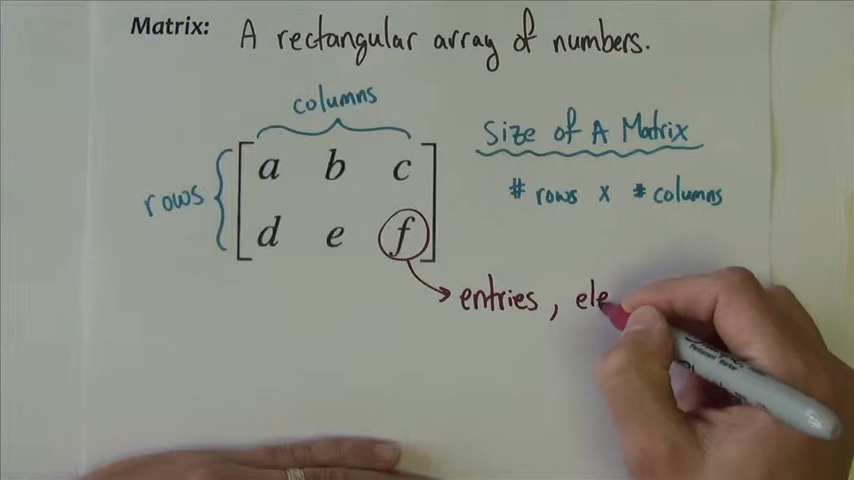 Matrix: A rectangular array of numbers.
columns
Size of A Matrix
rows
a b c
# rows x # columns
d e f
entries, ele